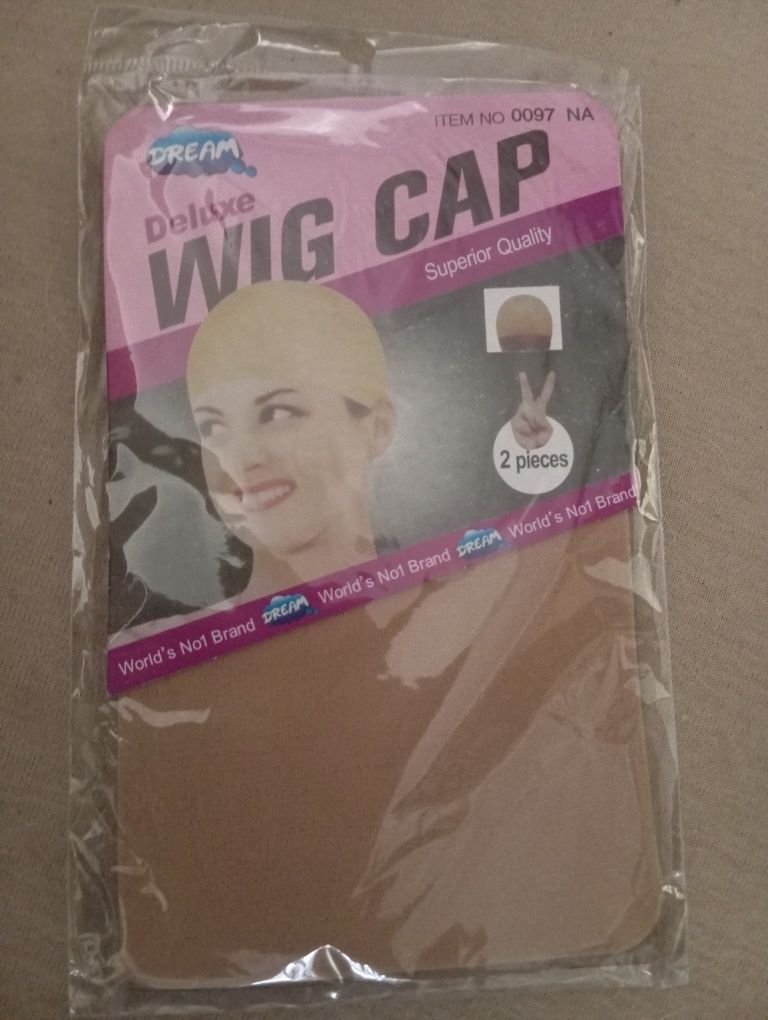 ITEM NO 0097 NA
DREAM
Deluxe
WIG CAP
Superior Quality
2 pieces
World's No1 Brand DREAM World's No1 Brand DREAM World's No1 Brand